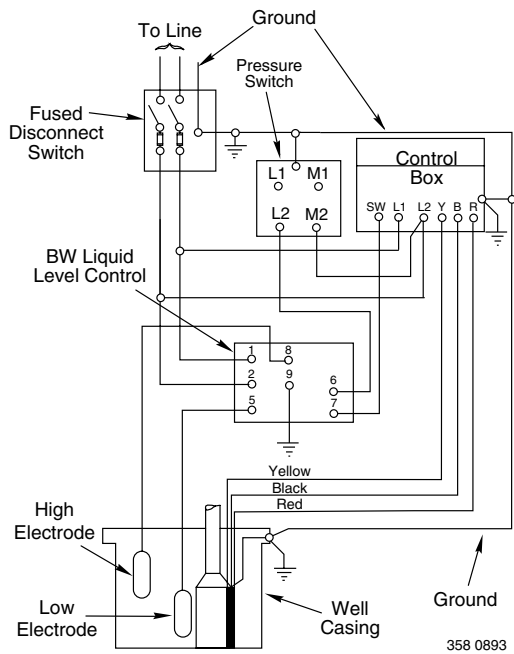 To Line
Ground
Pressure
Switch
Fused
Disconnect
Switch
L1 M1
L2 M2
Control
Box
SW L1 L2 Y B R
BW Liquid
Level Control
1 8
2 9 6
5 7
Yellow
Black
Red
High
Electrode
Low
Electrode
Well
Casing
Ground
358 0893